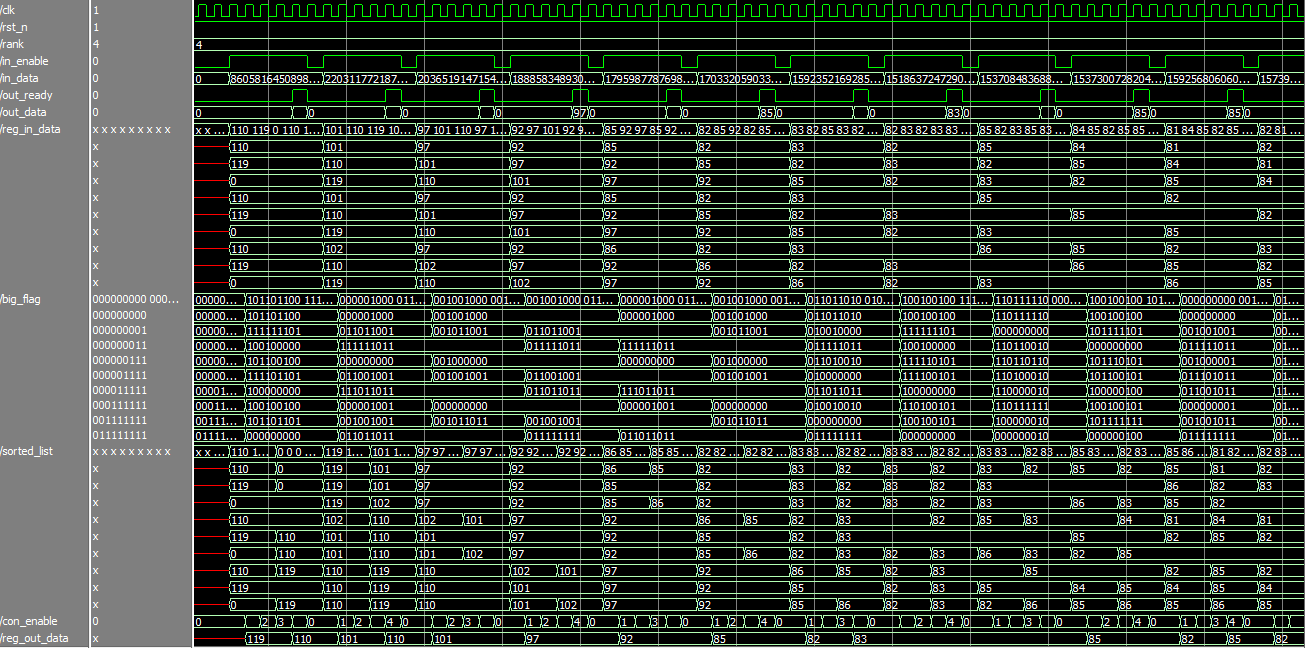 /clk 1
/rst_n 1
/rank 4 4
/in_enable 0
/in_data 0 0 8605816450898... 220311772187... 2036519147154... 188858348930... 1795987787698... 170332059033... 1592352169285... 1518637247290... 153708483688... 1537300728204... 159256806060... 15739...
/out_ready 0
/out_data 0 0 0 0 0 97 0 0 85 0 0 83 0 0 85 0 85 0
/reg_in_data x x x x x x x x x x x ... 110 119 0 110 1... 101 110 119 10... 97 101 110 97 1... 92 97 101 92 9... 85 92 97 85 92... 82 85 92 82 85... 83 82 85 83 82... 82 83 82 83 83... 85 82 83 85 83... 84 85 82 85 85... 81 84 85 82 85... 82 81 ...
x 110 101 97 92 85 82 83 82 85 84 81 82
x 119 110 101 97 92 85 82 83 82 85 84 81
x 0 119 110 101 97 92 85 82 83 82 85 84
x 110 101 97 92 85 82 83 85 82
x 119 110 101 97 92 85 82 83 85 82
x 0 119 110 101 97 92 85 82 83 85
x 110 102 97 92 86 82 83 86 85 82 83
x 119 110 102 97 92 86 82 83 86 85 82
x 0 119 110 102 97 92 86 82 83 86 85
/big_flag 000000000 000... 00000... 101101100 111... 000001000 011... 001001000 001... 001001000 011... 000001000 011... 001001000 001... 011011010 010... 100100100 111... 110111110 000... 100100100 101... 000000000 001... 01...
000000000 00000... 101101100 000001000 001001000 000001000 001001000 011011010 100100100 110111110 100100100 000000000 01...
000000001 00000... 111111101 011011001 001011001 011011001 001011001 010010000 111111101 000000000 101111101 001001001 01...
000000011 00000... 100100000 111111011 011111011 111111011 011111011 100100000 110110010 000000000 011111011 01...
000000111 00000... 101100100 000000000 001000000 000000000 001000000 011010010 111110101 110110110 101110101 001000001 01...
000001111 00000... 111101101 011001001 001001001 011001001 001001001 010000000 111100101 110100010 101100101 011101101 01...
000011111 00001... 100000000 111011011 011011011 111011011 011011011 100000000 110000010 100000100 011001011 01...
000111111 00011... 100100100 000001001 000000000 000001001 000000000 010010010 110100101 110111111 100100101 000000001 01...
001111111 00111... 101101101 001001001 001011011 001001001 001011011 000000000 100100101 100000010 101101101 001001001 01...
011111111 01111... 000000000 011011011 011111111 011011011 011111111 000000000 000000010 000000100 011111111 01...
/sorted_list x x x x x x x x x x x ... 110 1... 0 0 0 ... 119 1... 101 1... 97 97 ... 97 97 ... 92 92 ... 92 92 ... 86 85 ... 85 85 ... 82 82 ... 82 82 ... 83 83 ... 82 82 ... 83 83 ... 82 82 ... 83 83 ... 82 82 ... 85 83 ... 82 83 ... 85 86 ... 81 82 ... 82 83 ...
x 110 0 119 101 97 92 86 85 82 83 82 83 82 83 82 85 82 85 81 82
x 119 0 119 101 97 92 85 82 83 82 83 82 83 86 82 83
x 0 119 102 97 92 85 86 82 83 82 83 82 83 86 83 85 82
x 110 102 110 102 101 97 92 86 85 82 83 82 85 83 84 81 84 81
x 119 110 101 110 101 97 92 85 82 83 85 82 85 82
x 0 110 101 110 101 102 97 92 85 86 82 83 82 83 86 83 82 85
x 110 119 110 119 110 102 101 97 92 86 85 82 83 85 82 85 82
x 119 110 119 110 101 97 92 85 82 83 85 84 85 84 85 84
x 0 119 110 119 110 101 102 97 92 85 86 82 83 82 86 85 86 85 86 85
/con_enable 0 0 2 3 0 1 2 4 0 2 3 0 1 2 4 0 1 3 0 1 2 4 0 1 3 0 2 4 0 1 3 0 1 2 4 0 1 3 4 0 2
/reg_out_data x 119 110 101 110 101 97 92 85 82 83 85 82 85 82